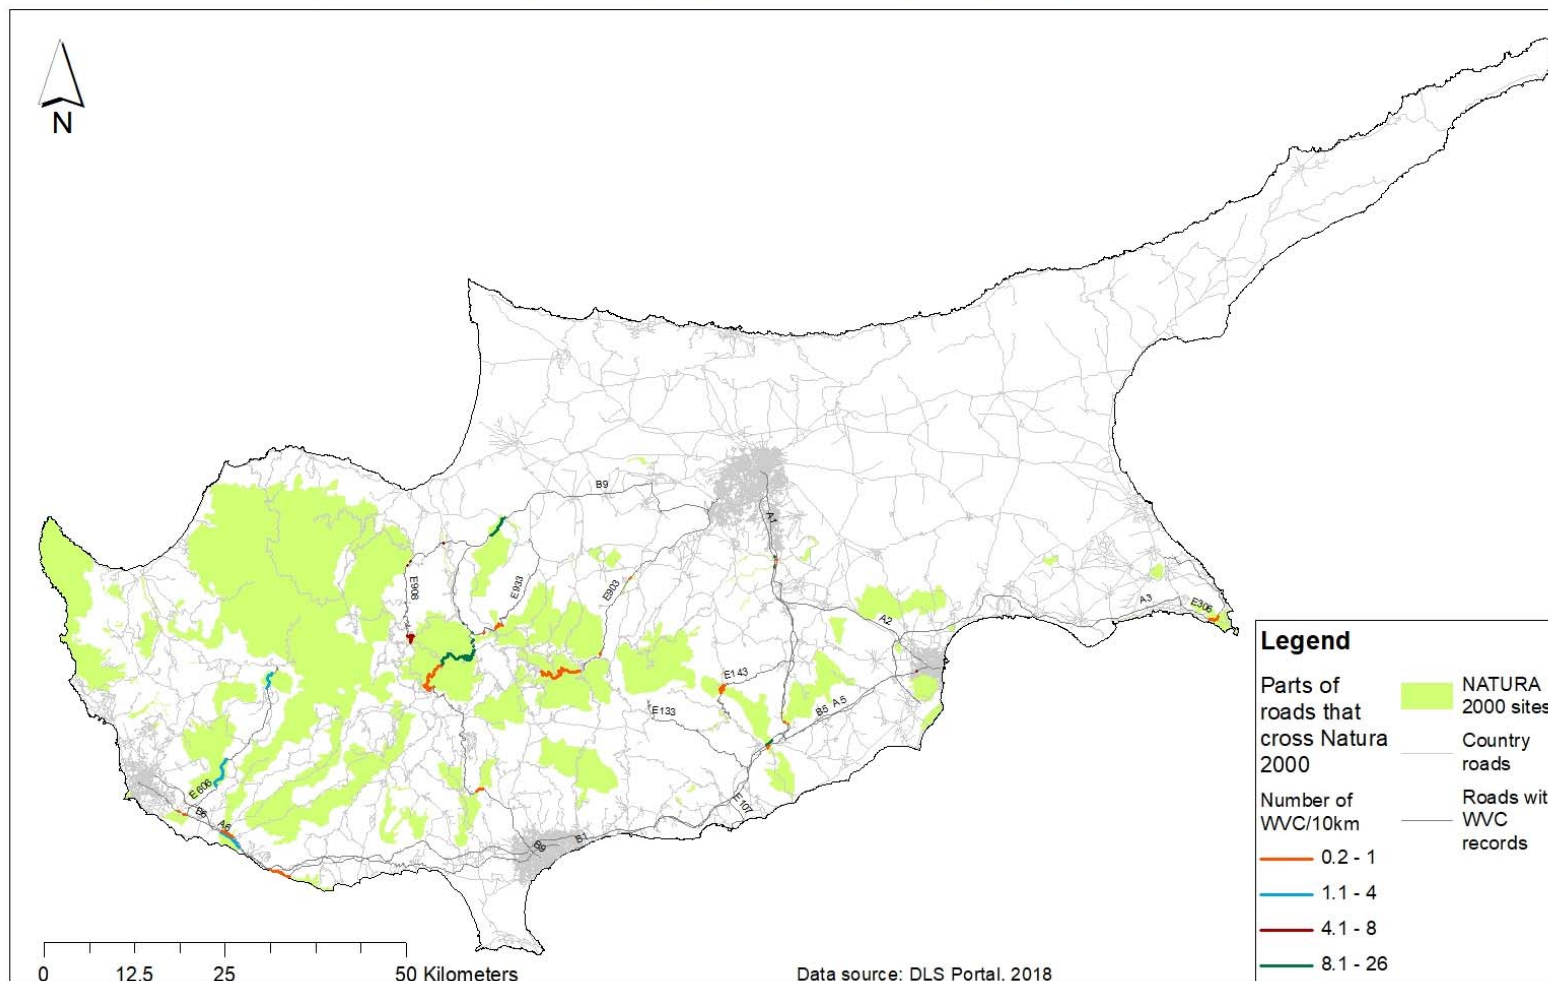 N
B9
A1
E908
E933
E903
A2
A3
E306
E143
E133
B5 A5
E606
B6
A6
E107
B1
B8
0 12.5 25 50 Kilometers
Data source: DLS Portal, 2018
Legend
Parts of
roads that
cross Natura
2000
Number of
WVC/10km
0.2 - 1
1.1 - 4
4.1 - 8
8.1 - 26
NATURA
2000 sites
Country
roads
Roads wit
WVC
records